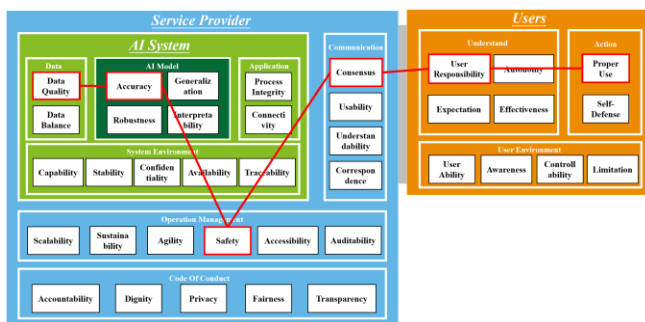 Service Provider
Users
AI System
Communication
Understand
Action
Data
AI Model
Application
Data
Quality
Accuracy
Generaliz
ation
Process
Integrity
Consensus
User
Responsibility
Autonomy
Proper
Use
Data
Balance
Robustness
Interpreta
bility
Connecti
vity
Usability
Expectation
Effectiveness
Self-
Defense
System Environment
Understan
dability
User Environment
Capability
Stability
Confiden
tiality
Availability
Traceability
Correspon
dence
User
Ability
Awareness
Controll
ability
Limitation
Operation Management
Scalability
Sustaina
bility
Agility
Safety
Accessibility
Auditability
Code Of Conduct
Accountability
Dignity
Privacy
Fairness
Transparency